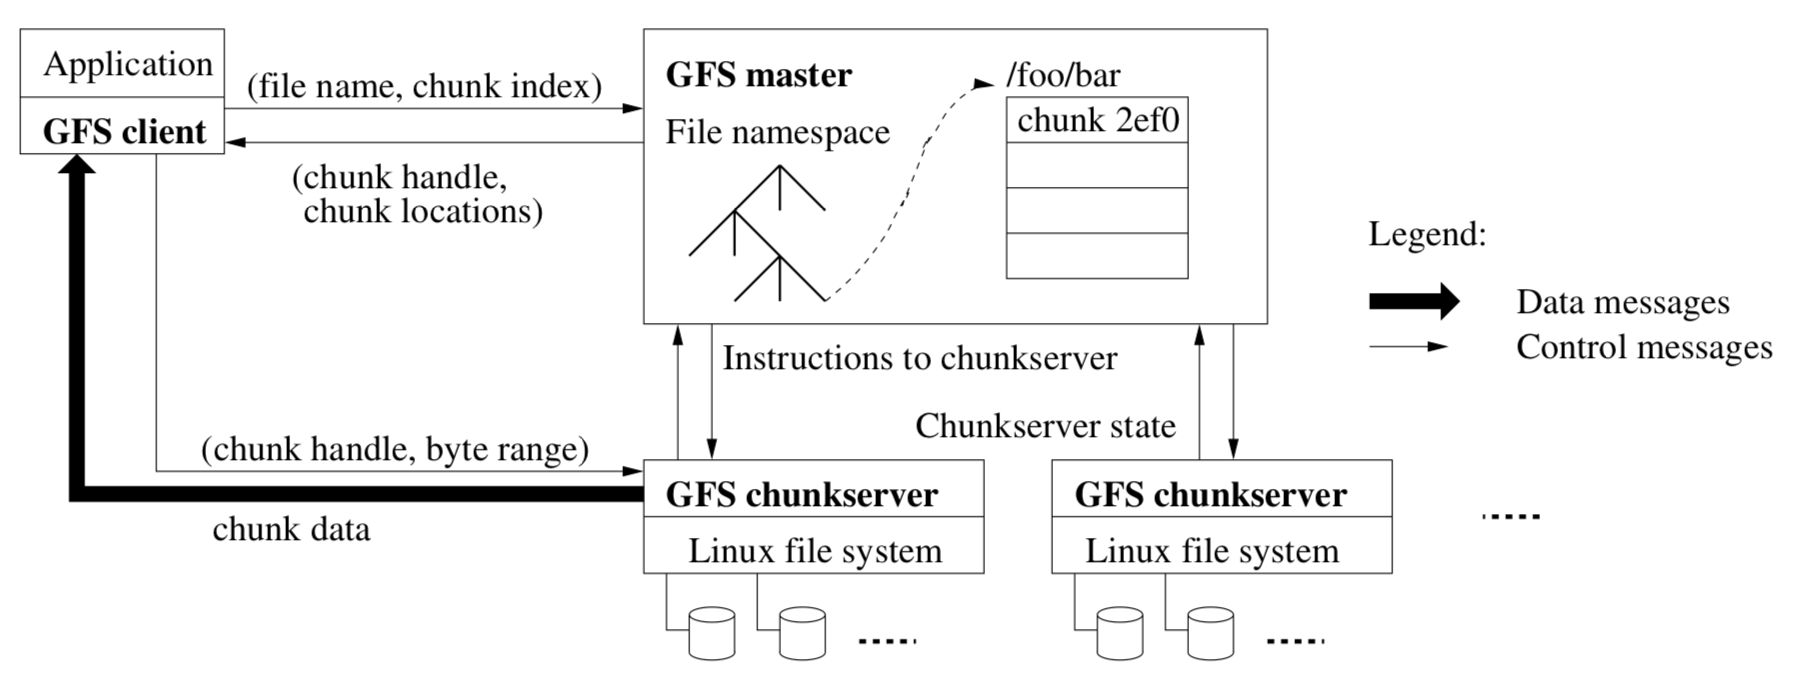 Application
GFS client
(file name, chunk index)
(chunk handle,
chunk locations)
GFS master
File namespace
/foo/bar
chunk 2ef0
Legend:
Data messages
Control messages
Instructions to chunkserver
Chunkserver state
(chunk handle, byte range)
chunk data
GFS chunkserver
Linux file system
GFS chunkserver
Linux file system